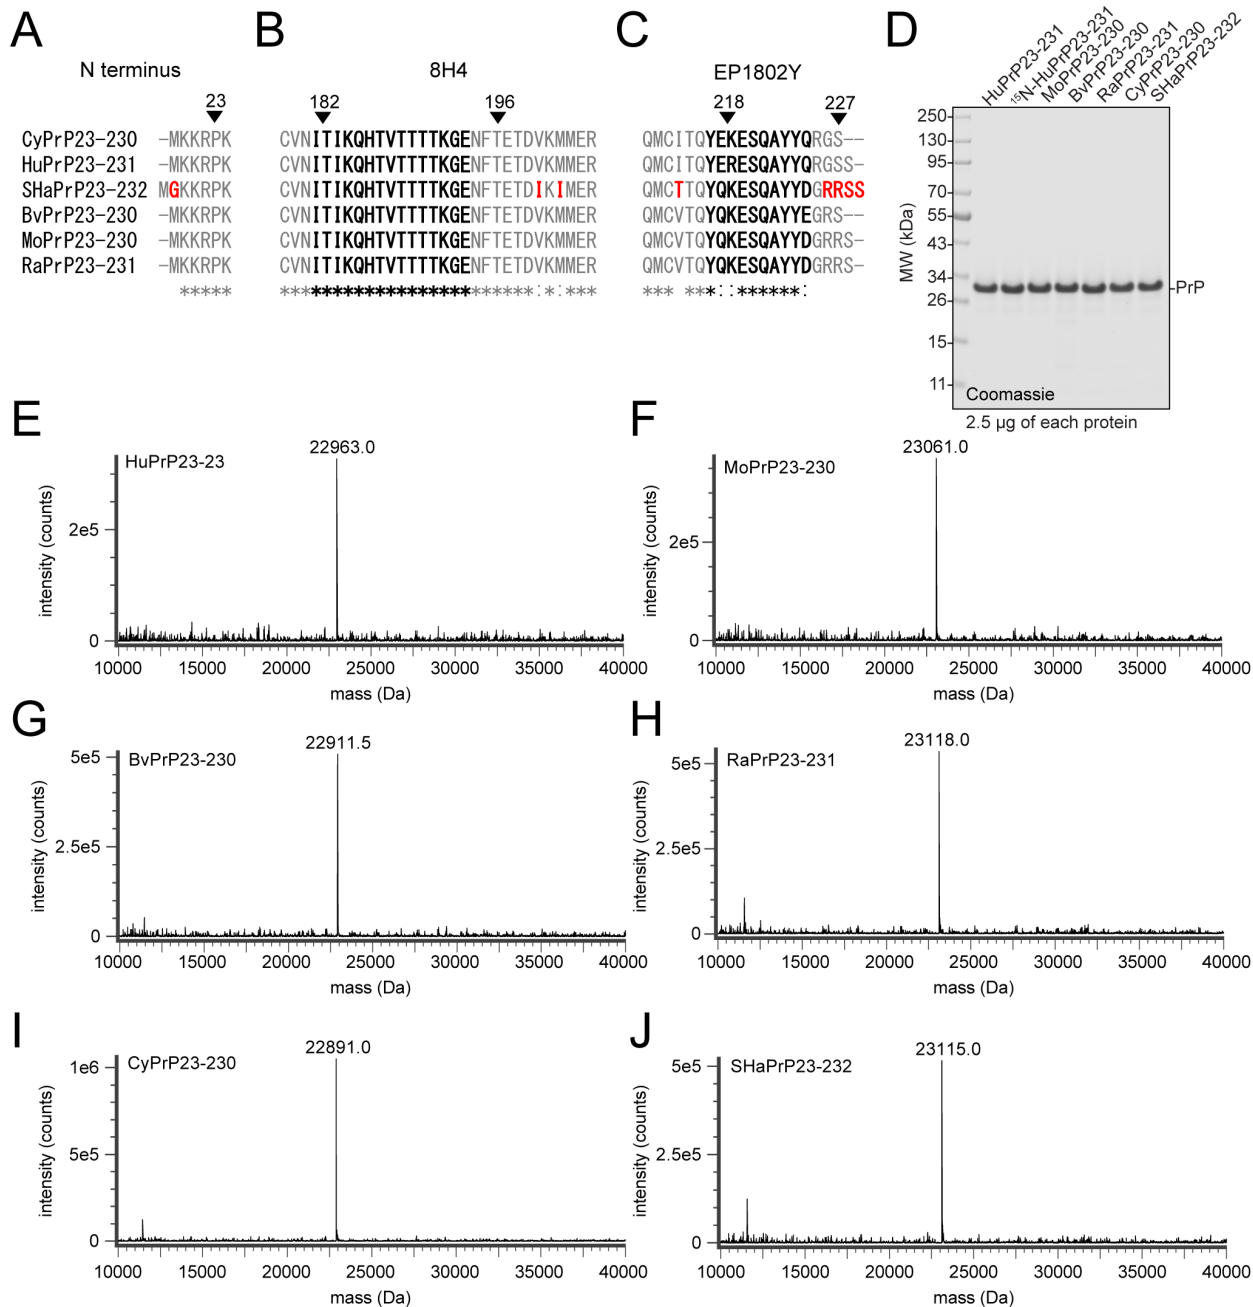 A
B
C
D
N terminus
8H4
EP1802Y
23
182
196
218
227
CyPrP23-230 -MKKRPK CVNITIKQHTVTTTTKGENFTETDVKMMER QMCITQYEKESQAYYQRGS--
HuPrP23-231 -MKKRPK CVNITIKQHTVTTTTKGENFTETDVKMMER QMCITQYERESQAYYQRGSS-
SHaPrP23-232 MGKKRPK CVNITIKQHTVTTTTKGENFTETDIKIMER QMCTTQYQKESQAYYDGRRSS
BvPrP23-230 -MKKRPK CVNITIKQHTVTTTTKGENFTETDVKMMER QMCVTQYQKESQAYYEGRS--
MoPrP23-230 -MKKRPK CVNITIKQHTVTTTTKGENFTETDVKMMER QMCVTQYQKESQAYYDGRRS-
RaPrP23-231 -MKKRPK CVNITIKQHTVTTTTKGENFTETDVKMMER QMCVTQYQKESQAYYDGRRS-
***** ************************:*:**** *** ***::*******:
HuPrP23-231
15N-HuPrP23-231
MoPrP23-230
BvPrP23-230
RaPrP23-231
CyPrP23-230
SHaPrP23-232
MW (kDa)
250-
130-
95-
70-
55-
43-
34-
26-
15-
11-
-PrP
Coomassie
2.5 µg of each protein
E
HuPrP23-23
22963.0
intensity (counts)
2e5
0
10000 15000 20000 25000 30000 35000 40000
mass (Da)
F
MoPrP23-230
23061.0
intensity (counts)
2e5
0
10000 15000 20000 25000 30000 35000 40000
mass (Da)
G
BvPrP23-230
22911.5
intensity (counts)
5e5
2.5e5
0
10000 15000 20000 25000 30000 35000 40000
mass (Da)
H
RaPrP23-231
23118.0
intensity (counts)
5e5
2.5e5
0
10000 15000 20000 25000 30000 35000 40000
mass (Da)
I
CyPrP23-230
22891.0
intensity (counts)
1e6
5e5
0
10000 15000 20000 25000 30000 35000 40000
mass (Da)
J
SHaPrP23-232
23115.0
intensity (counts)
5e5
2.5e5
0
10000 15000 20000 25000 30000 35000 40000
mass (Da)